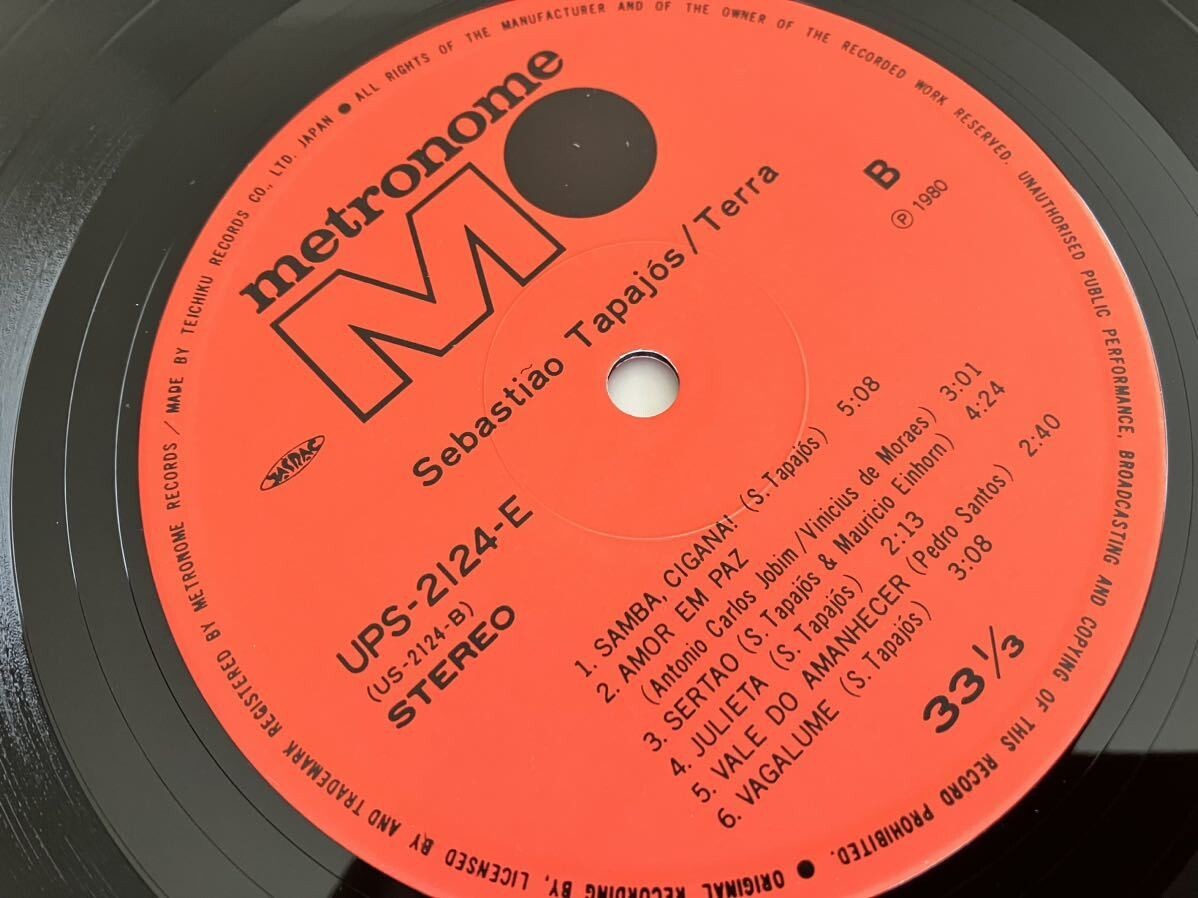 metronome
M
Sebastião Tapajós/Terra
B
℗ 1980
JASRAC
UPS-2124-E
(US-2124-B)
STEREO
1. SAMBA, CIGANA! (S. Tapajós) 5:08
2. AMOR EM PAZ
(Antonio Carlos Jobim/Vinicius de Moraes) 3:01
3. SERTAO (S. Tapajós & Mauricio Einhorn) 4:24
4. JULIETA (S. Tapajós) 2:13
5. VALE DO AMANHECER (Pedro Santos) 2:40
6. VAGALUME (S. Tapajós) 3:08
33 1/3
● ORIGINAL RECORDING BY, LICENSED BY AND TRADEMARK REGISTERED BY METRONOME RECORDS / MADE BY TEICHIKU RECORDS CO., LTD. JAPAN ● ALL RIGHTS OF THE MANUFACTURER AND OF THE OWNER OF THE RECORDED WORK RESERVED. UNAUTHORISED PUBLIC PERFORMANCE, BROADCASTING AND COPYING OF THIS RECORD PROHIBITED.